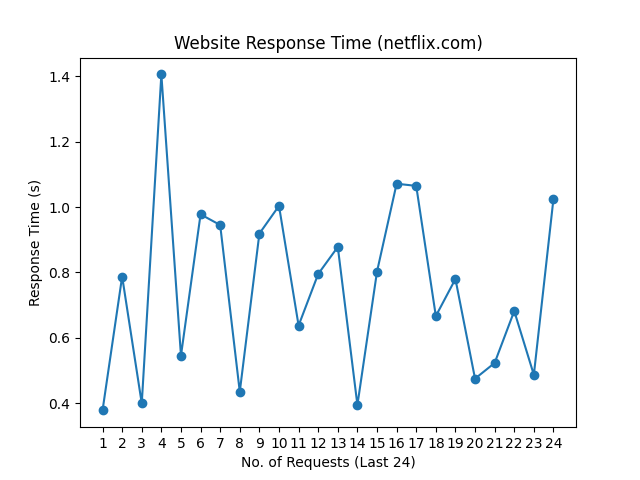 Website Response Time (netflix.com)
Response Time (s)
1.4
1.2
1.0
0.8
0.6
0.4
1 2 3 4 5 6 7 8 9 10 11 12 13 14 15 16 17 18 19 20 21 22 23 24
No. of Requests (Last 24)